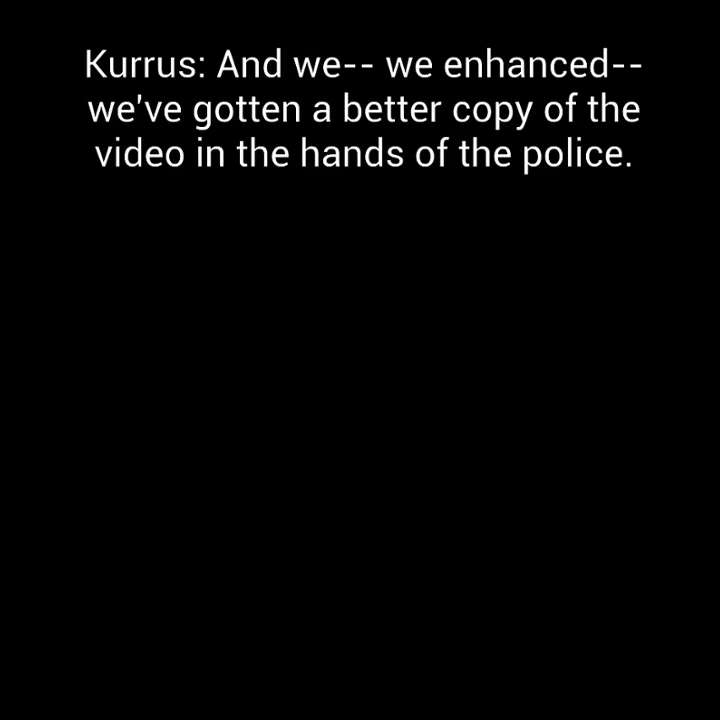 Kurrus: And we-- we enhanced--
we've gotten a better copy of the
video in the hands of the police.